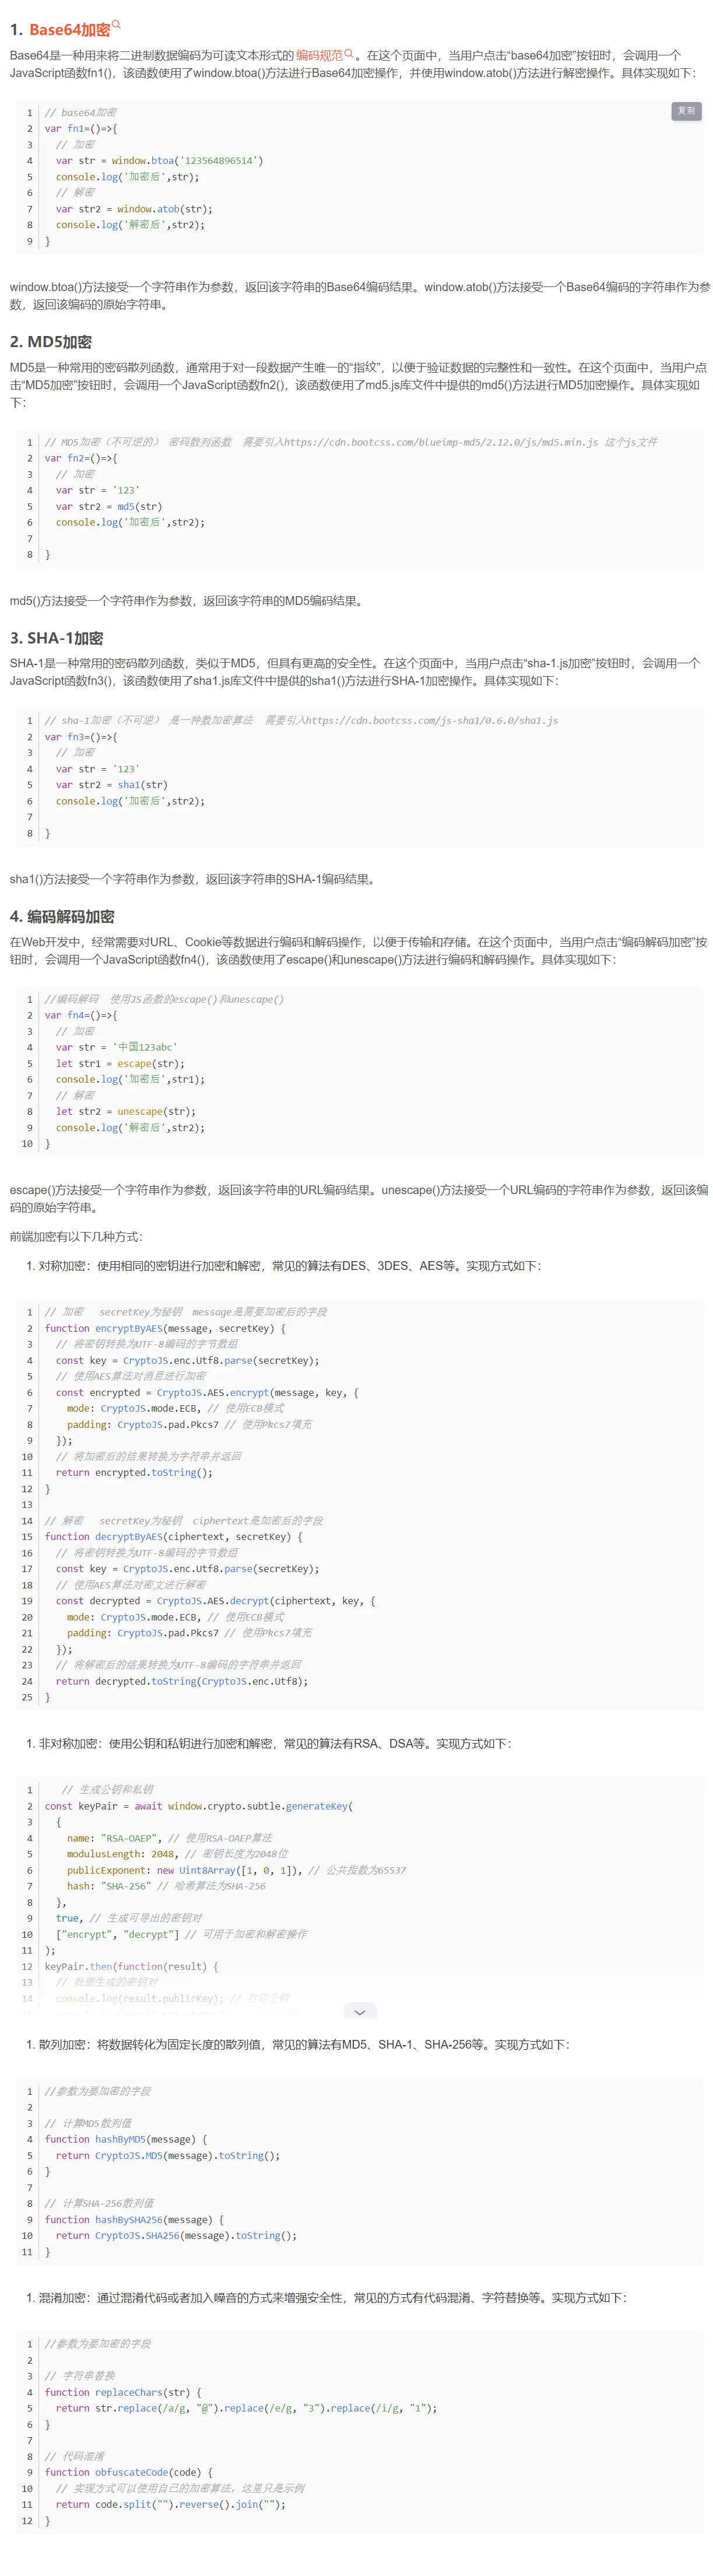 1. Base64加密
Base64是一种用来将二进制数据编码为可读文本形式的 编码规范 。在这个页面中，当用户点击“base64加密”按钮时，会调用一个
JavaScript函数fn1()，该函数使用了window.btoa()方法进行Base64加密操作，并使用window.atob()方法进行解密操作。具体实现如下：
复制
1 // base64加密
2 var fn1=()=>{
3 // 加密
4 var str = window.btoa('123564896514')
5 console.log('加密后',str);
6 // 解密
7 var str2 = window.atob(str);
8 console.log('解密后',str2);
9 }
window.btoa()方法接受一个字符串作为参数，返回该字符串的Base64编码结果。window.atob()方法接受一个Base64编码的字符串作为参
数，返回该编码的原始字符串。
2. MD5加密
MD5是一种常用的密码散列函数，通常用于对一段数据产生唯一的“指纹”，以便于验证数据的完整性和一致性。在这个页面中，当用户点
击“MD5加密”按钮时，会调用一个JavaScript函数fn2()，该函数使用了md5.js库文件中提供的md5()方法进行MD5加密操作。具体实现如
下：
1 // MD5加密（不可逆的） 密码散列函数 需要引入https://cdn.bootcss.com/blueimp-md5/2.12.0/js/md5.min.js 这个js文件
2 var fn2=()=>{
3 // 加密
4 var str = '123'
5 var str2 = md5(str)
6 console.log('加密后',str2);
7
8 }
md5()方法接受一个字符串作为参数，返回该字符串的MD5编码结果。
3. SHA-1加密
SHA-1是一种常用的密码散列函数，类似于MD5，但具有更高的安全性。在这个页面中，当用户点击“sha-1.js加密”按钮时，会调用一个
JavaScript函数fn3()，该函数使用了sha1.js库文件中提供的sha1()方法进行SHA-1加密操作。具体实现如下：
1 // sha-1加密（不可逆） 是一种数加密算法 需要引入https://cdn.bootcss.com/js-sha1/0.6.0/sha1.js
2 var fn3=()=>{
3 // 加密
4 var str = '123'
5 var str2 = sha1(str)
6 console.log('加密后',str2);
7
8 }
sha1()方法接受一个字符串作为参数，返回该字符串的SHA-1编码结果。
4. 编码解码加密
在Web开发中，经常需要对URL、Cookie等数据进行编码和解码操作，以便于传输和存储。在这个页面中，当用户点击“编码解码加密”按
钮时，会调用一个JavaScript函数fn4()，该函数使用了escape()和unescape()方法进行编码和解码操作。具体实现如下：
1 //编码解码 使用JS函数的escape()和unescape()
2 var fn4=()=>{
3 // 加密
4 var str = '中国123abc'
5 let str1 = escape(str);
6 console.log('加密后',str1);
7 // 解密
8 let str2 = unescape(str);
9 console.log('解密后',str2);
10 }
escape()方法接受一个字符串作为参数，返回该字符串的URL编码结果。unescape()方法接受一个URL编码的字符串作为参数，返回该编
码的原始字符串。
前端加密有以下几种方式：
1. 对称加密：使用相同的密钥进行加密和解密，常见的算法有DES、3DES、AES等。实现方式如下：
1 // 加密 secretKey为秘钥 message是需要加密后的字段
2 function encryptByAES(message, secretKey) {
3 // 将密钥转换为UTF-8编码的字节数组
4 const key = CryptoJS.enc.Utf8.parse(secretKey);
5 // 使用AES算法对消息进行加密
6 const encrypted = CryptoJS.AES.encrypt(message, key, {
7 mode: CryptoJS.mode.ECB, // 使用ECB模式
8 padding: CryptoJS.pad.Pkcs7 // 使用Pkcs7填充
9 });
10 // 将加密后的结果转换为字符串并返回
11 return encrypted.toString();
12 }
13
14 // 解密 secretKey为秘钥 ciphertext是加密后的字段
15 function decryptByAES(ciphertext, secretKey) {
16 // 将密钥转换为UTF-8编码的字节数组
17 const key = CryptoJS.enc.Utf8.parse(secretKey);
18 // 使用AES算法对密文进行解密
19 const decrypted = CryptoJS.AES.decrypt(ciphertext, key, {
20 mode: CryptoJS.mode.ECB, // 使用ECB模式
21 padding: CryptoJS.pad.Pkcs7 // 使用Pkcs7填充
22 });
23 // 将解密后的结果转换为UTF-8编码的字符串并返回
24 return decrypted.toString(CryptoJS.enc.Utf8);
25 }
1. 非对称加密：使用公钥和私钥进行加密和解密，常见的算法有RSA、DSA等。实现方式如下：
1 // 生成公钥和私钥
2 const keyPair = await window.crypto.subtle.generateKey(
3 {
4 name: "RSA-OAEP", // 使用RSA-OAEP算法
5 modulusLength: 2048, // 密钥长度为2048位
6 publicExponent: new Uint8Array([1, 0, 1]), // 公共指数为65537
7 hash: "SHA-256" // 哈希算法为SHA-256
8 },
9 true, // 生成可导出的密钥对
10 ["encrypt", "decrypt"] // 可用于加密和解密操作
11 );
12 keyPair.then(function(result) {
13 // 处理生成的密钥对
14 console.log(result.publicKey); // 打印公钥
1. 散列加密：将数据转化为固定长度的散列值，常见的算法有MD5、SHA-1、SHA-256等。实现方式如下：
1 //参数为要加密的字段
2
3 // 计算MD5散列值
4 function hashByMD5(message) {
5 return CryptoJS.MD5(message).toString();
6 }
7
8 // 计算SHA-256散列值
9 function hashBySHA256(message) {
10 return CryptoJS.SHA256(message).toString();
11 }
1. 混淆加密：通过混淆代码或者加入噪音的方式来增强安全性，常见的方式有代码混淆、字符替换等。实现方式如下：
1 //参数为要加密的字段
2
3 // 字符串替换
4 function replaceChars(str) {
5 return str.replace(/a/g, "@").replace(/e/g, "3").replace(/i/g, "1");
6 }
7
8 // 代码混淆
9 function obfuscateCode(code) {
10 // 实现方式可以使用自己的加密算法，这里只是示例
11 return code.split("").reverse().join("");
12 }